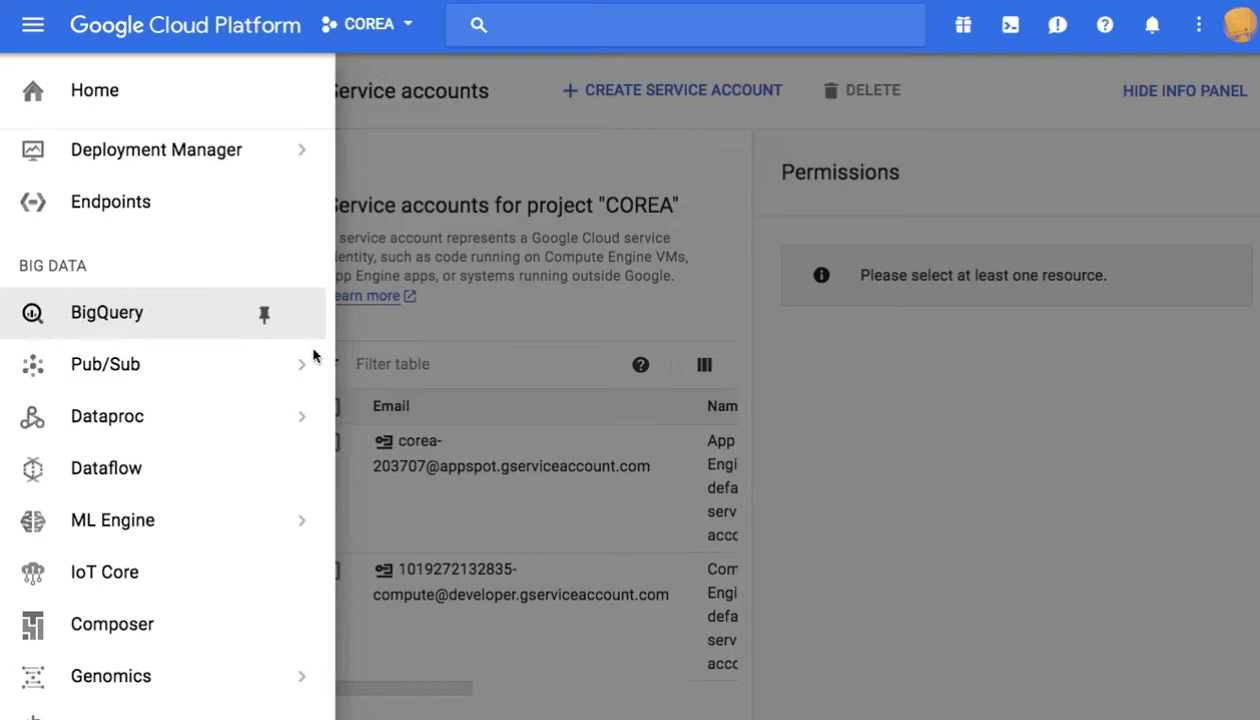 Google Cloud Platform
COREA
Home
Deployment Manager
Endpoints
BIG DATA
BigQuery
Pub/Sub
Dataproc
Dataflow
ML Engine
IoT Core
Composer
Genomics
Service accounts
CREATE SERVICE ACCOUNT
DELETE
HIDE INFO PANEL
Service accounts for project "COREA"
service account represents a Google Cloud service
entity, such as code running on Compute Engine VMs,
pp Engine apps, or systems running outside Google.
earn more
Filter table
Email
Nam
corea-
203707@appspot.gserviceaccount.com
App
Engi
defa
serv
acco
1019272132835-
compute@developer.gserviceaccount.com
Com
Engi
defa
serv
acco
Permissions
Please select at least one resource.